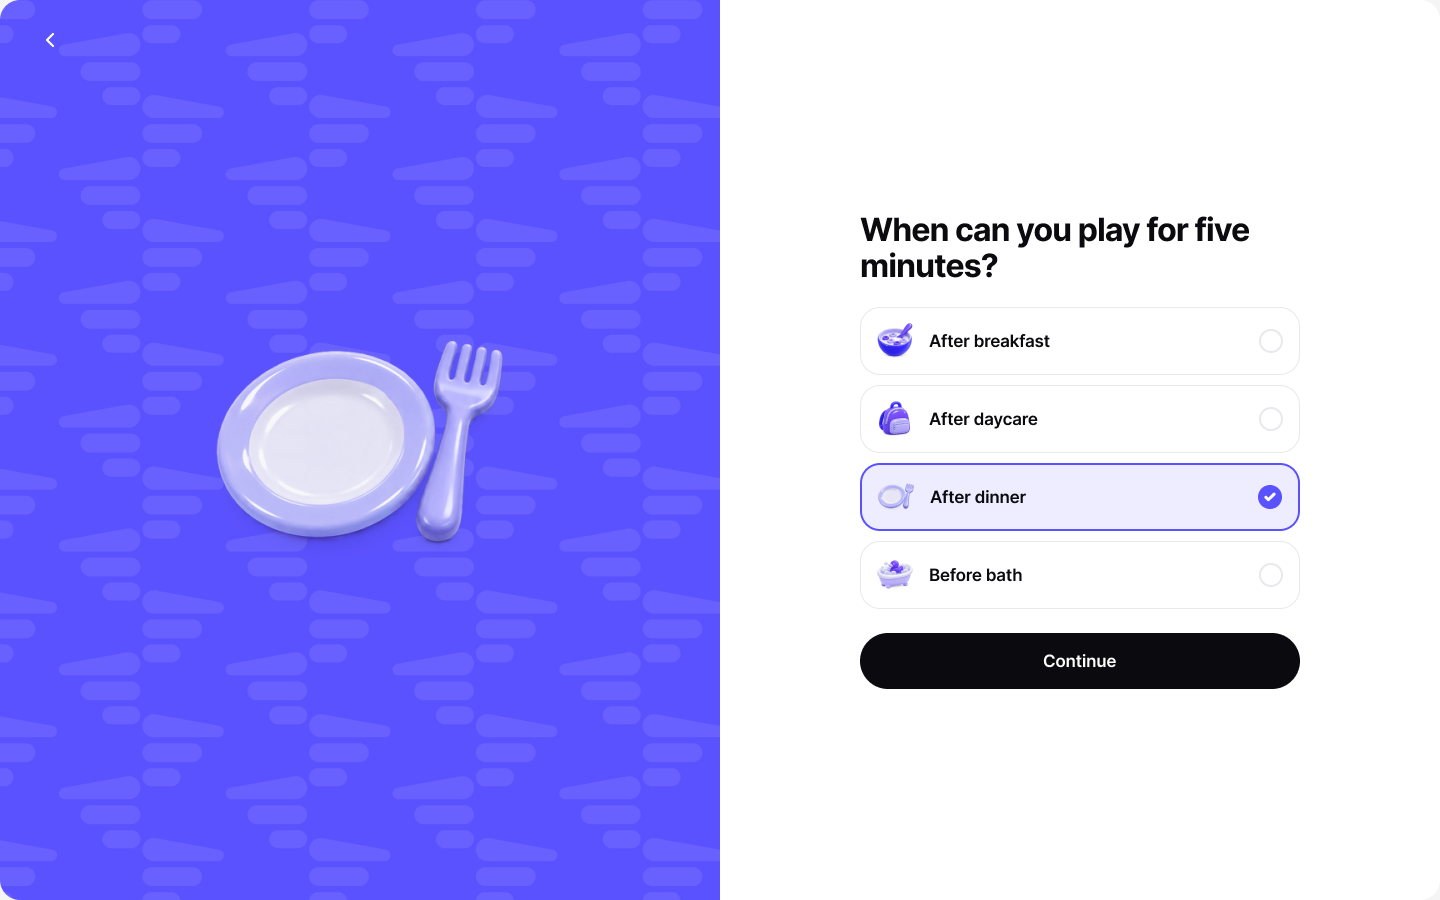 When can you play for five
minutes?
After breakfast
After daycare
After dinner
Before bath
Continue